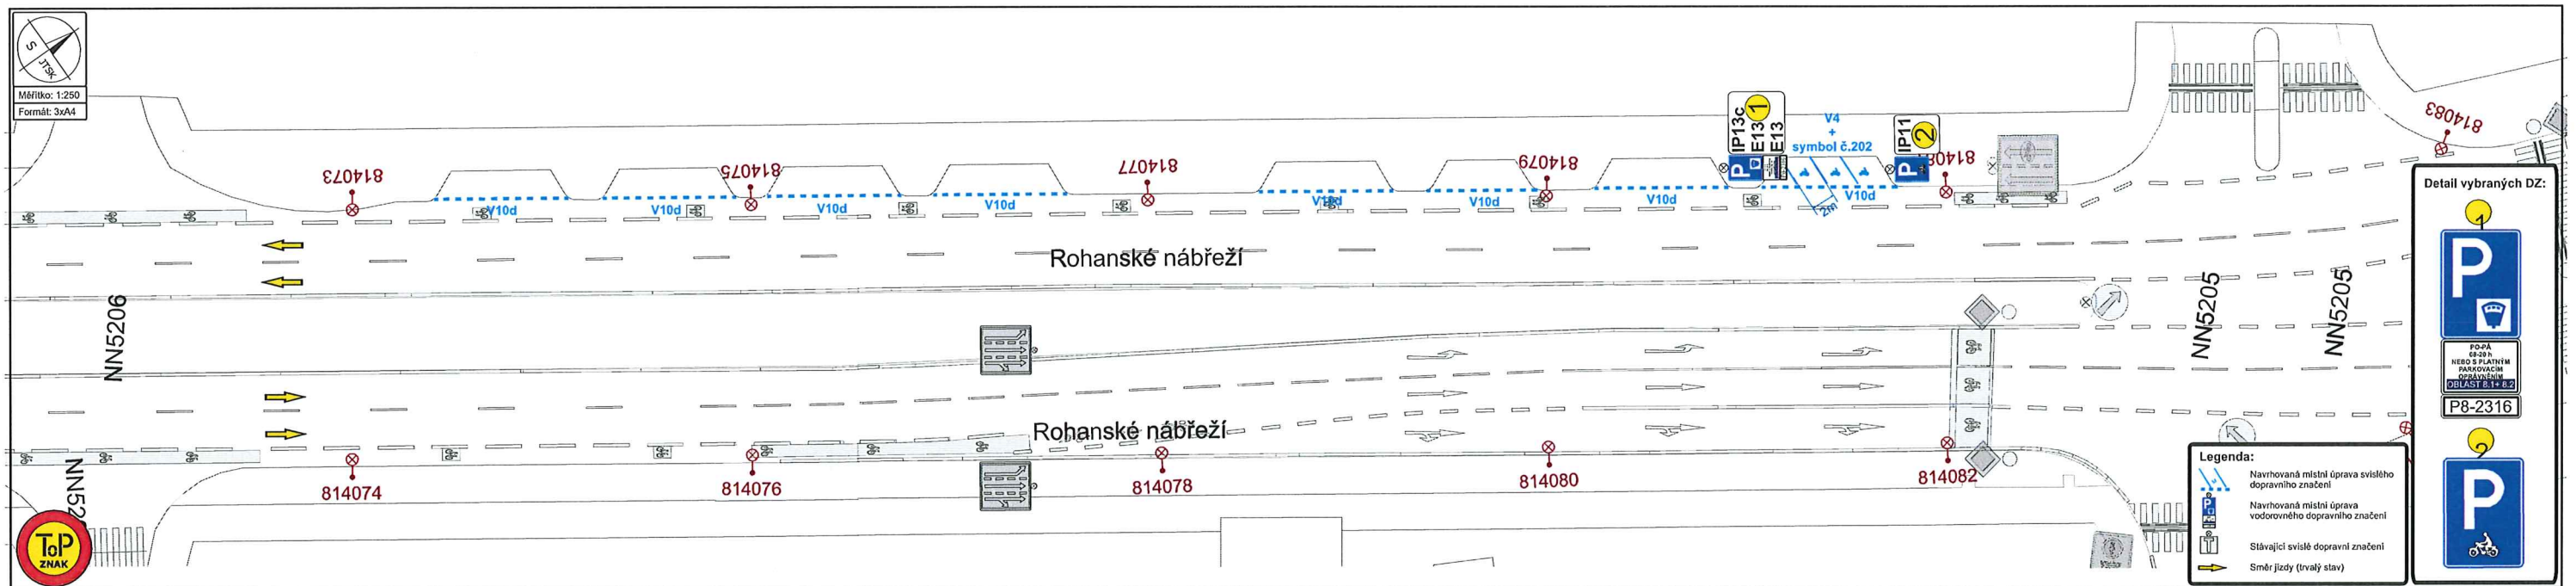 S
JTSK
Měřítko: 1:250
Formát: 3xA4
814073
814075
814077
814079
814083
V10d
V10d
V10d
V10d
V10d
V10d
V10d
V10d
IP13c
E13
E13
1
V4
+
symbol č.202
2m
IP11
2
P
P
Rohanské nábřeží
Rohanské nábřeží
NN5206
NN5205
NN5205
814074
814076
814078
814080
814082
ToP
ZNAK
Detail vybraných DZ:
1
P
PO-PÁ
08-20 h
NEBO S PLATNÝM
PARKOVACÍM
OPRÁVNĚNÍM
OBLAST 8.1+ 8.2
P8-2316
2
P
Legenda:
Navrhovaná místní úprava svislého
dopravního značení
Navrhovaná místní úprava
vodorovného dopravního značení
Stávající svislé dopravní značení
Směr jízdy (trvalý stav)